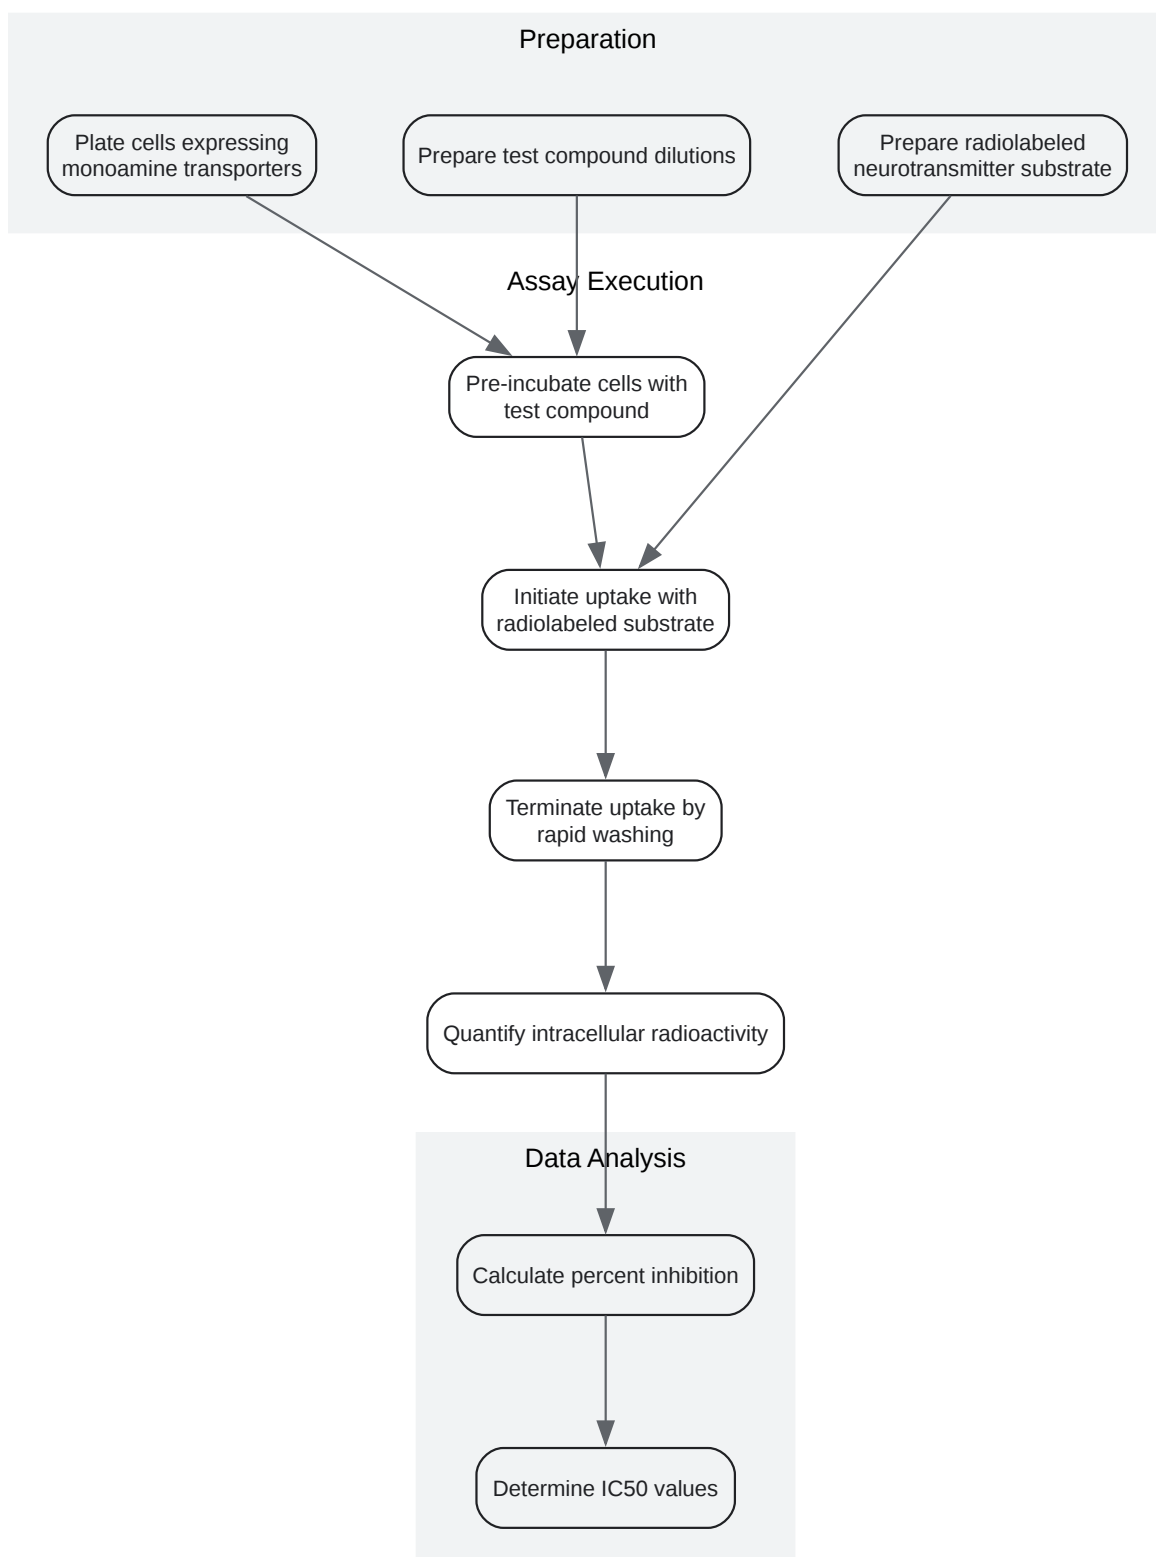 Preparation
Plate cells expressing
monoamine transporters
Prepare test compound dilutions
Prepare radiolabeled
neurotransmitter substrate
Assay Execution
Pre-incubate cells with
test compound
Initiate uptake with
radiolabeled substrate
Terminate uptake by
rapid washing
Quantify intracellular radioactivity
Data Analysis
Calculate percent inhibition
Determine IC50 values